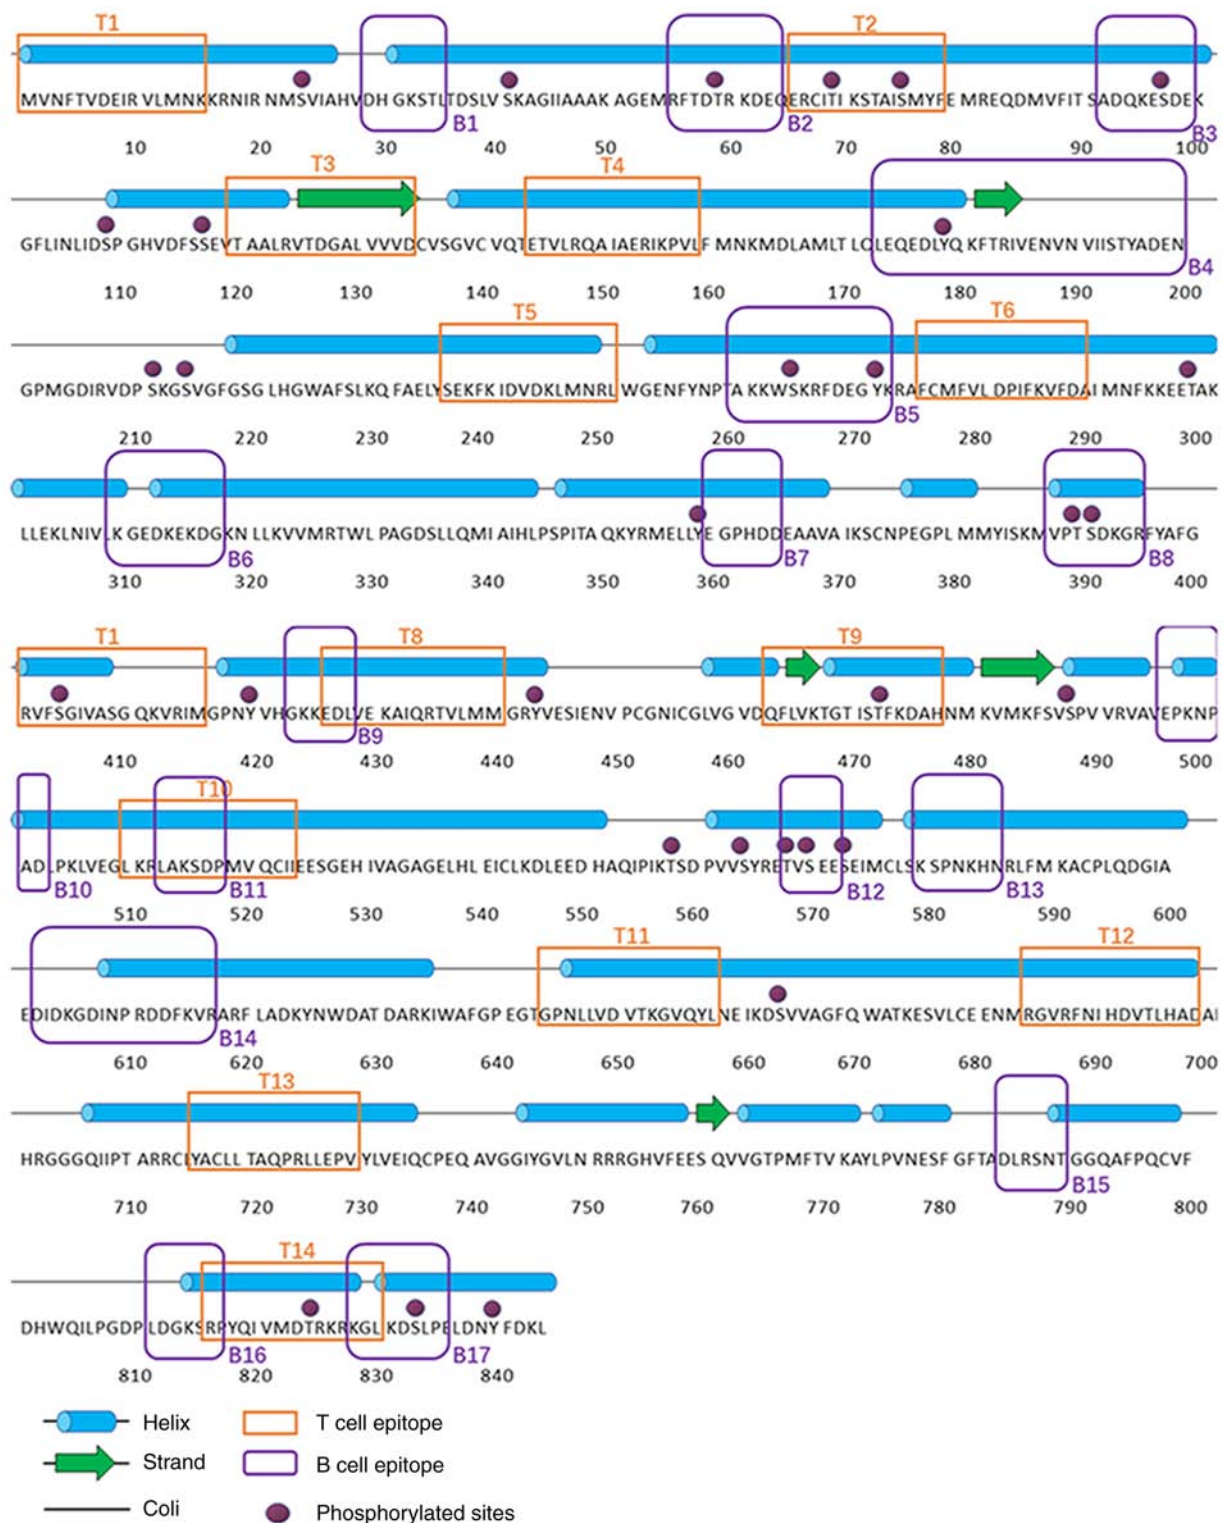 T1 T2
MVNFTVDEIR VLMNKKRNIR NMSVIAHVDH GKSTLTDSLV SKAGIIAAAK AGEMRFTDTR KDEQERCITI KSTAISMYFE MREQDMVFIT SADQKESDEK
B1 B2 B3
10 20 30 40 50 60 70 80 90 100
T3 T4
GFLINLIDSP GHVDFSSEVT AALRVTDGAL VVVDCVSGVC VQTETVLRQA IAERIKPVLF MNKMDLAMLT LQLEQEDLYQ KFTRIVENVN VIISTYADEN
B4
110 120 130 140 150 160 170 180 190 200
T5 T6
GPMGDIRVDP SKGSVGFGSG LHGWAFSLKQ FAELYSEKFK IDVDKLMNRL WGENFYNPTA KKWSKRFDEG YKRAFCMFVL DPIFKVFDAI MNFKKEETAK
B5
210 220 230 240 250 260 270 280 290 300
LLEKLNIVLK GEDKEKDGKN LLKVVMRTWL PAGDSLLQMI AIHLPSPITA QKYRMELLYE GPHDDEAAVA IKSCNPEGPL MMYISKMVPT SDKGRFYAFG
B6 B7 B8
310 320 330 340 350 360 370 380 390 400
T1 T8 T9
RVFSGIVASG QKVRIMGPNY VHGKKEDLVE KAIQRTVLMM GRYVESIENV PCGNICGLVG VDQFLVKTGT ISTFKDAHNM KVMKFSVSPV VRVAVEPKNP
B9
410 420 430 440 450 460 470 480 490 500
T10
ADLPKLVEGL KRLAKSDPMV QCIIEESGEH IVAGAGELHL EICLKDLEED HAQIPIKTSD PVVSYRETVS EESEIMCLSK SPNKHNRLFM KACPLQDGIA
B10 B11 B12 B13
510 520 530 540 550 560 570 580 590 600
T11 T12
EDIDKGDINP RDDFKVRARF LADKYNWDAT DARKIWAFGP EGTGPNLLVD VTKGVQYLNE IKDSVVAGFQ WATKESVLCE ENMRGVRFNI HDVTLHADAI
B14
610 620 630 640 650 660 670 680 690 700
T13
HRGGGQIIPT ARRCLYACLL TAQPRLLEPV YLVEIQCPEQ AVGGIYGVLN RRRGHVFEES QVVGTPMFTV KAYLPVNESF GFTADLRSNT GGQAFPQCVF
B15
710 720 730 740 750 760 770 780 790 800
T14
DHWQILPGDP LDGKSRPYQI VMDTRKRKGL KDSLPELDNY FDKL
B16 B17
810 820 830 840
Helix T cell epitope
Strand B cell epitope
Coli Phosphorylated sites